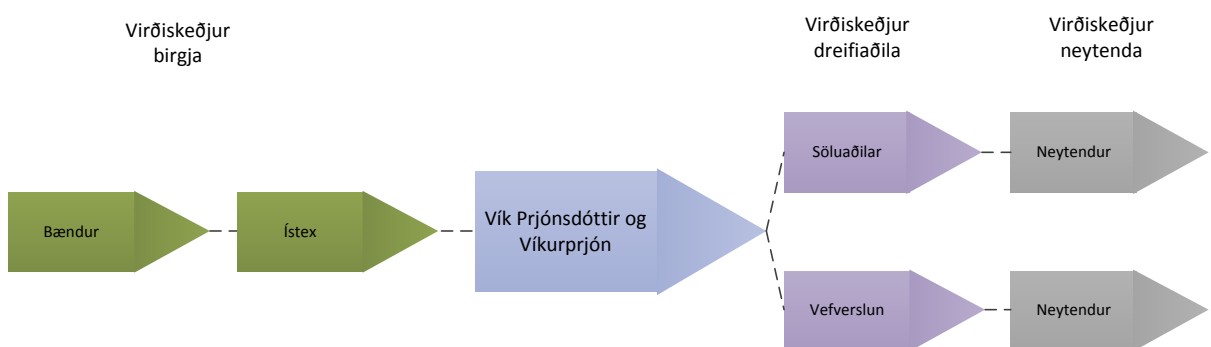 Virðiskeðjur
birgja
Virðiskeðjur
dreifiaðila
Virðiskeðjur
neytenda
Bændur
Ístex
Vík Prjónsdóttir og
Víkurprjón
Söluaðilar
Neytendur
Vefverslun
Neytendur